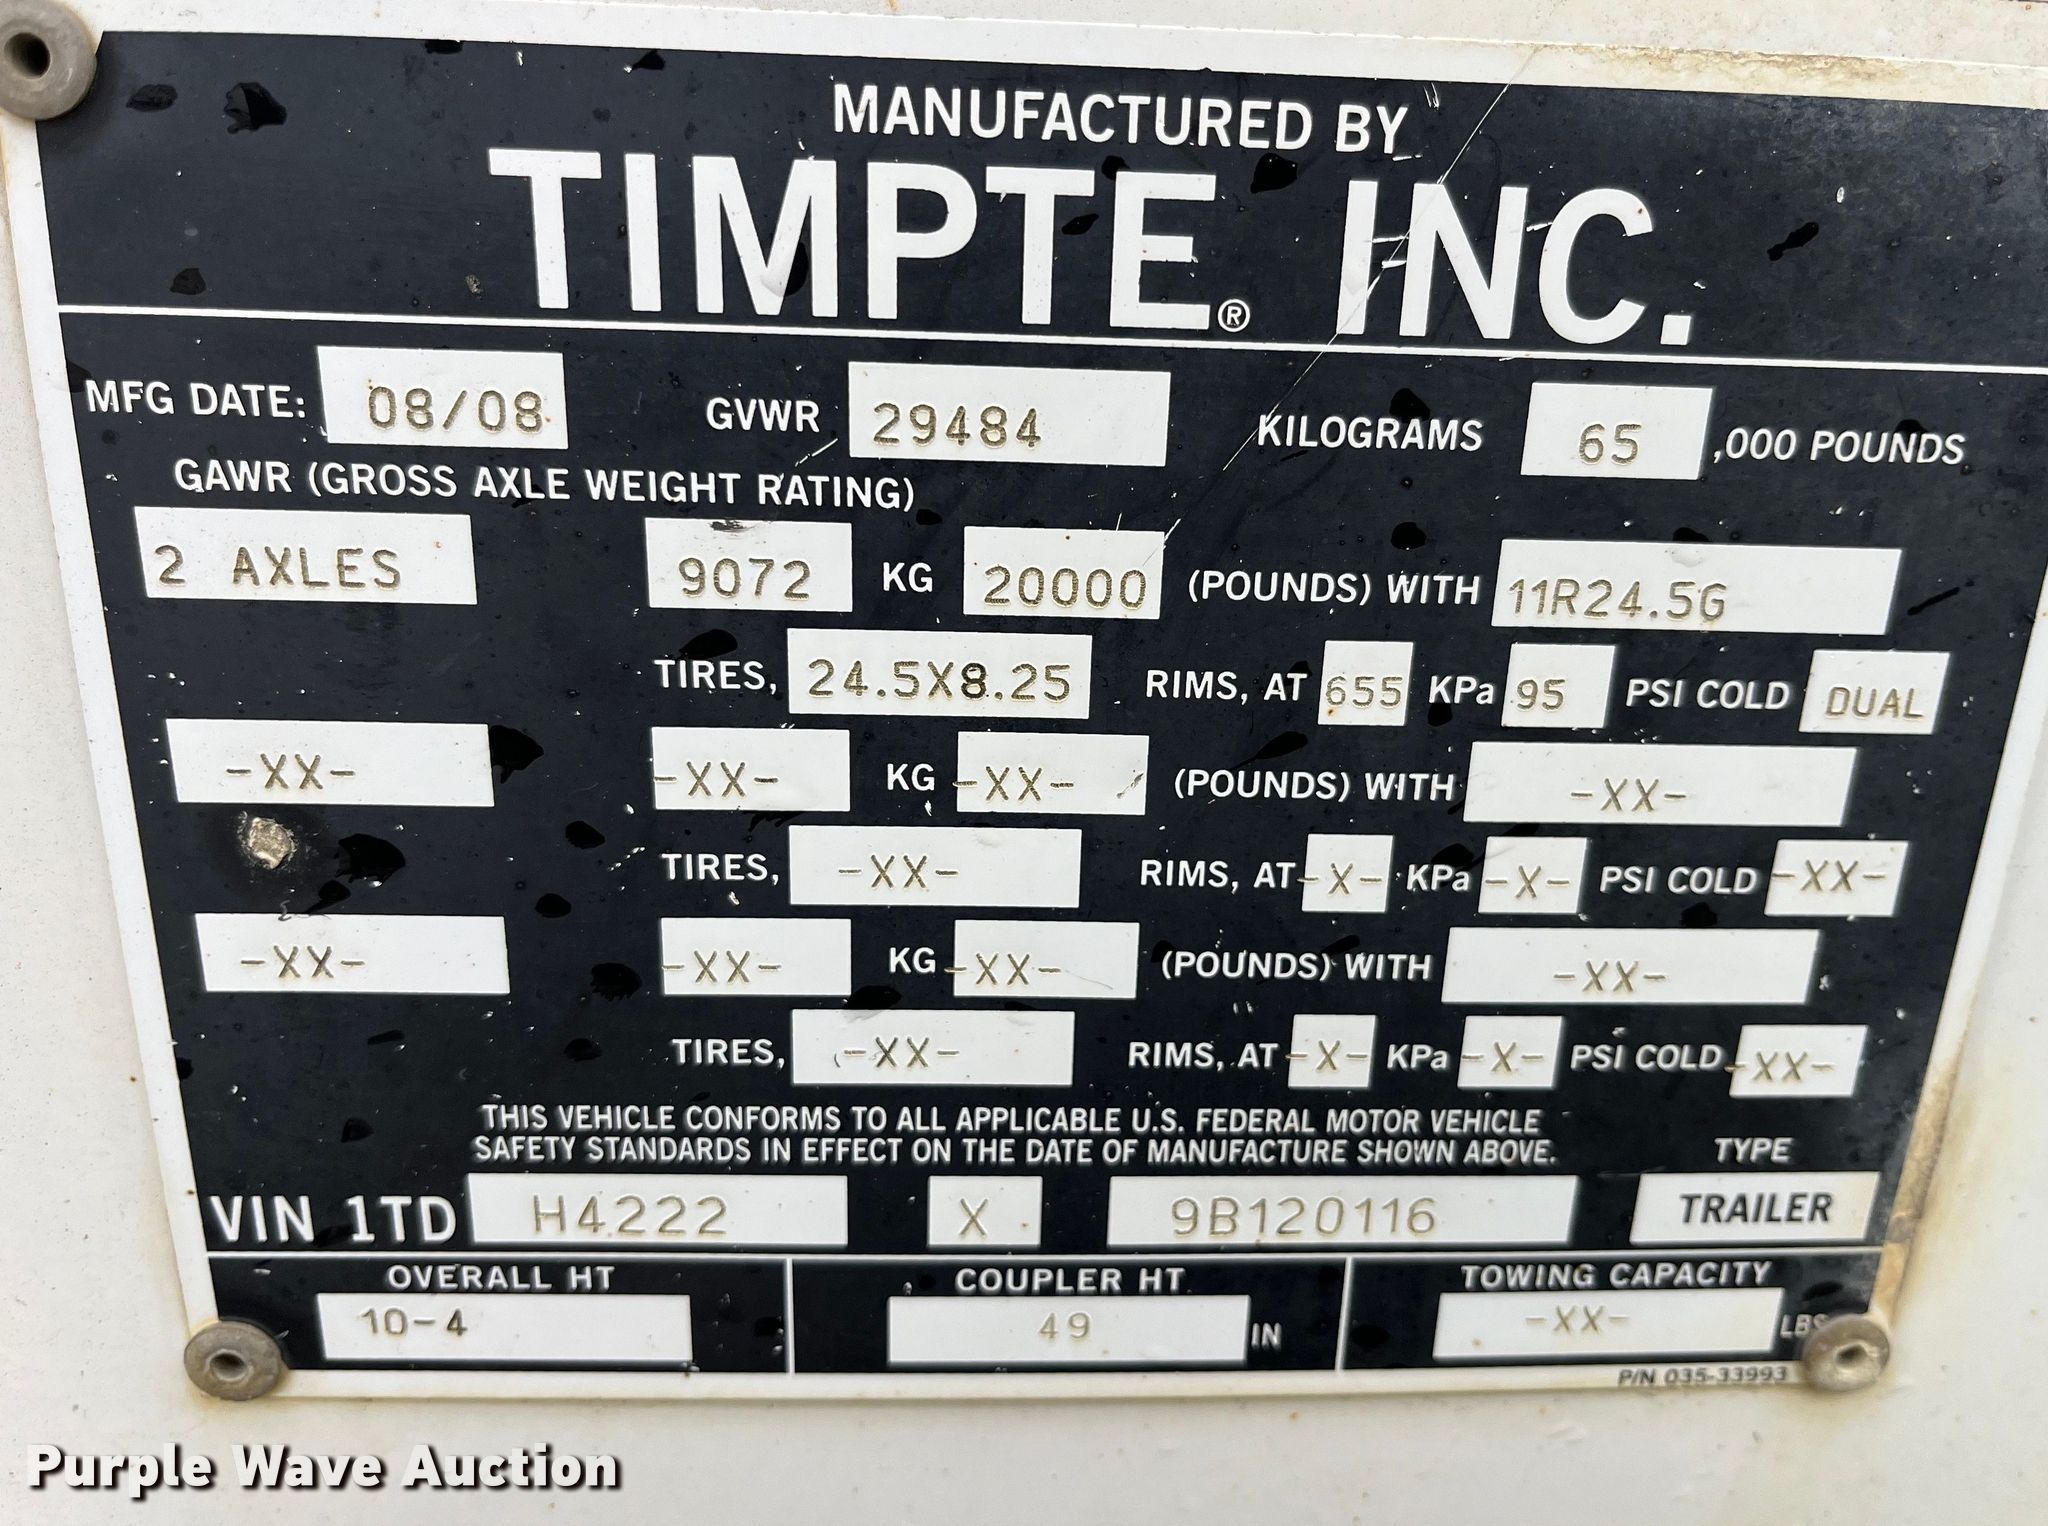 MANUFACTURED BY
TIMPTE® INC.
MFG DATE: 08/08 GVWR 29484 KILOGRAMS 65 ,000 POUNDS
GAWR (GROSS AXLE WEIGHT RATING)
2 AXLES 9072 KG 20000 (POUNDS) WITH 11R24.5G
TIRES, 24.5X8.25 RIMS, AT 655 KPa 95 PSI COLD DUAL
-XX- -XX- KG -XX- (POUNDS) WITH -XX-
TIRES, -XX- RIMS, AT -X- KPa -X- PSI COLD -XX-
-XX- -XX- KG -XX- (POUNDS) WITH -XX-
TIRES, -XX- RIMS, AT -X- KPa -X- PSI COLD -XX-
THIS VEHICLE CONFORMS TO ALL APPLICABLE U.S. FEDERAL MOTOR VEHICLE
SAFETY STANDARDS IN EFFECT ON THE DATE OF MANUFACTURE SHOWN ABOVE. TYPE
VIN 1TD H4222 X 9B120116 TRAILER
OVERALL HT COUPLER HT TOWING CAPACITY
10-4 49 IN -XX- LBS
P/N 035-33993
Purple Wave Auction